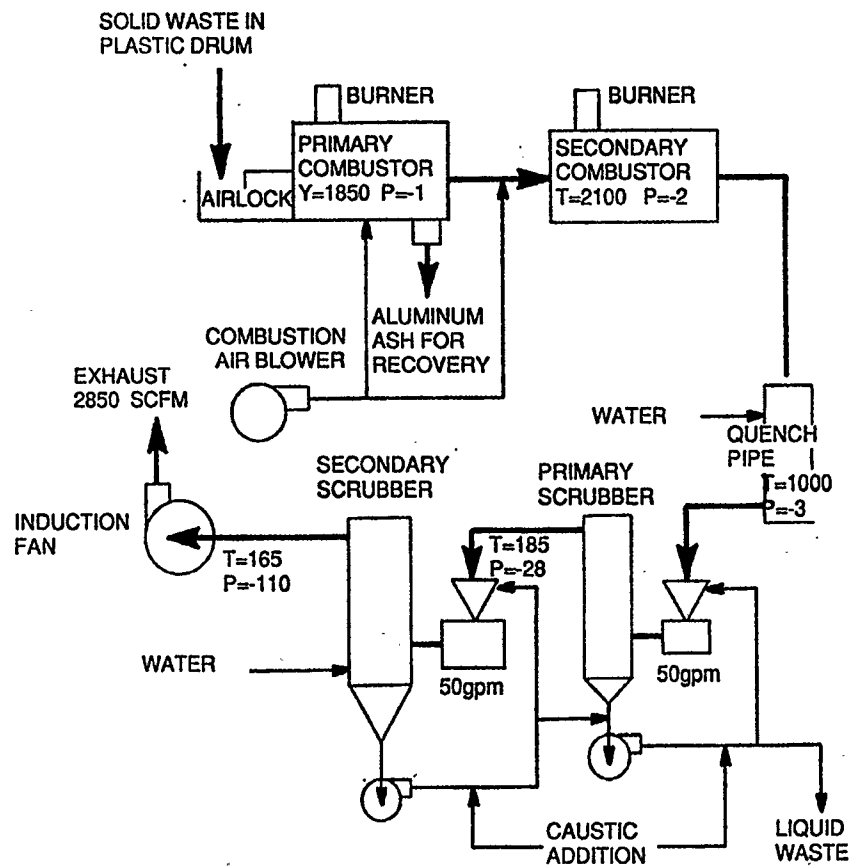 SOLID WASTE IN
PLASTIC DRUM
BURNER
PRIMARY
COMBUSTOR
Y=1850 P=-1
AIRLOCK
BURNER
SECONDARY
COMBUSTOR
T=2100 P=-2
COMBUSTION
AIR BLOWER
ALUMINUM
ASH FOR
RECOVERY
EXHAUST
2850 SCFM
WATER
QUENCH
PIPE
T=1000
P=-3
SECONDARY
SCRUBBER
PRIMARY
SCRUBBER
INDUCTION
FAN
T=165
P=-110
T=185
P=-28
WATER
50gpm
50gpm
CAUSTIC
ADDITION
LIQUID
WASTE